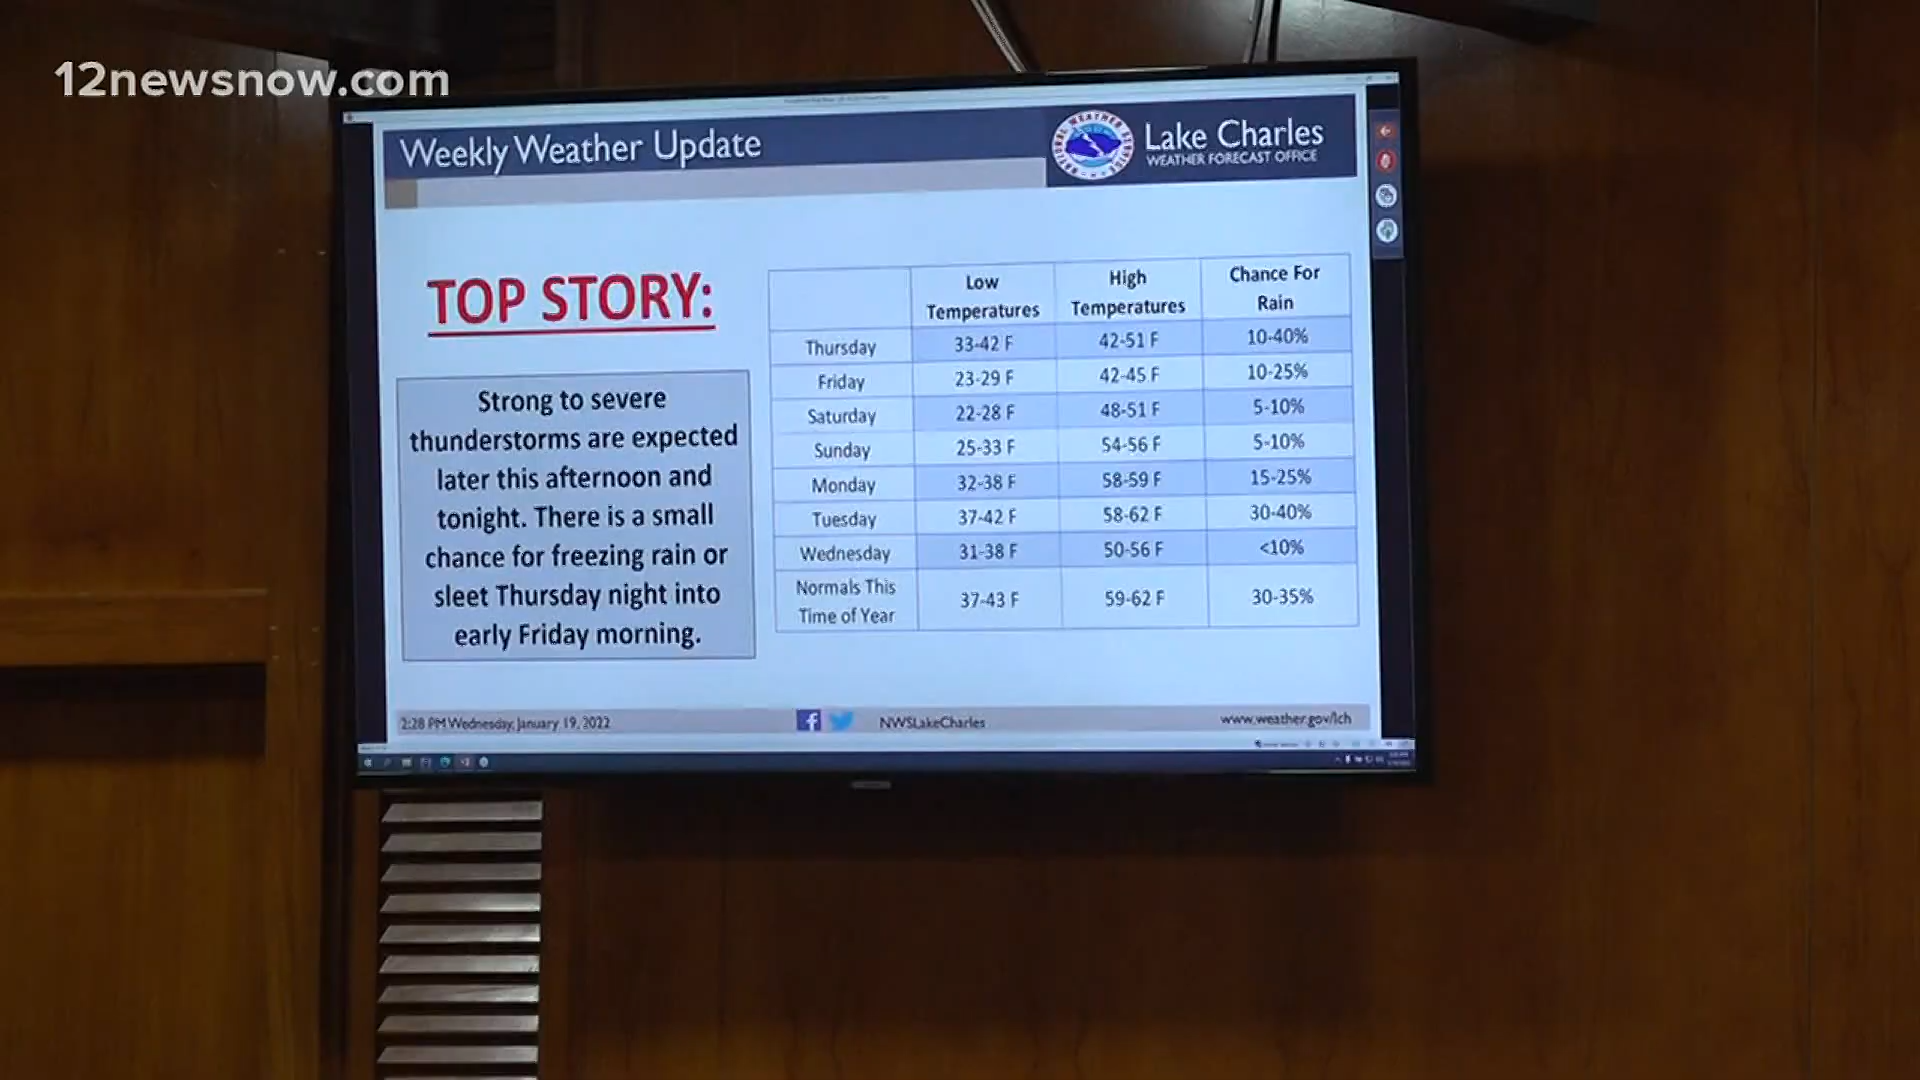 12newsnow.com
Weekly Weather Update
NATIONAL WEATHER SERVICE
Lake Charles
WEATHER FORECAST OFFICE
TOP STORY:
Strong to severe
thunderstorms are expected
later this afternoon and
tonight. There is a small
chance for freezing rain or
sleet Thursday night into
early Friday morning.
Low Temperatures High Temperatures Chance For Rain
Thursday 33-42 F 42-51 F 10-40%
Friday 23-29 F 42-45 F 10-25%
Saturday 22-28 F 48-51 F 5-10%
Sunday 25-33 F 54-56 F 5-10%
Monday 32-38 F 58-59 F 15-25%
Tuesday 37-42 F 58-62 F 30-40%
Wednesday 31-38 F 50-56 F <10%
Normals This Time of Year 37-43 F 59-62 F 30-35%
2:28 PM Wednesday, January 19, 2022
NWSLakeCharles
www.weather.gov/lch